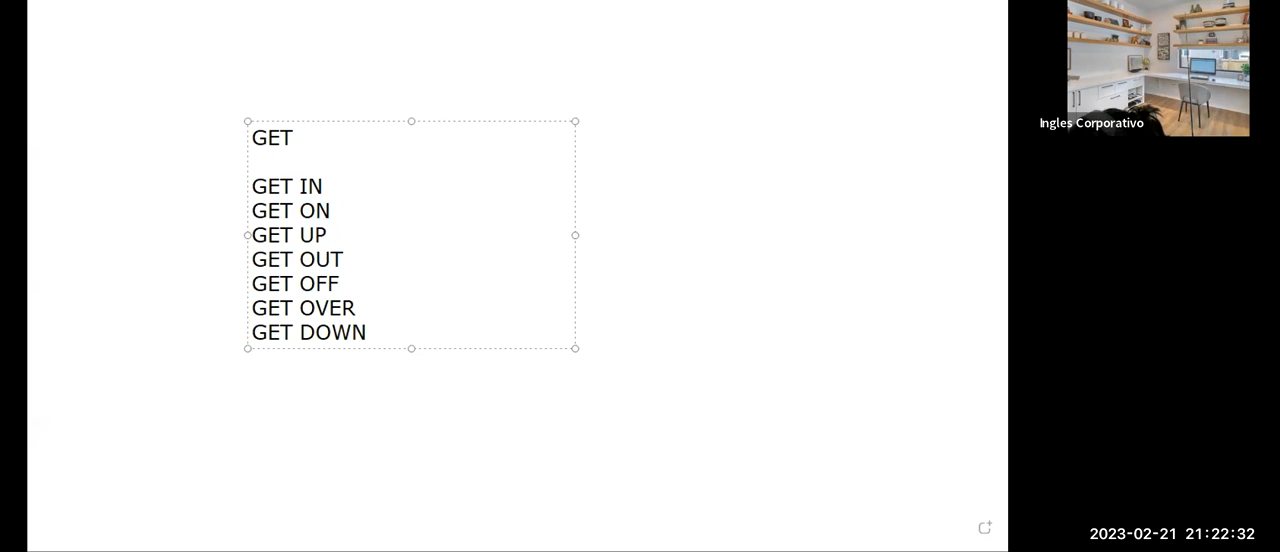 GET
GET IN
GET ON
GET UP
GET OUT
GET OFF
GET OVER
GET DOWN
Ingles Corporativo
2023-02-21 21:22:32